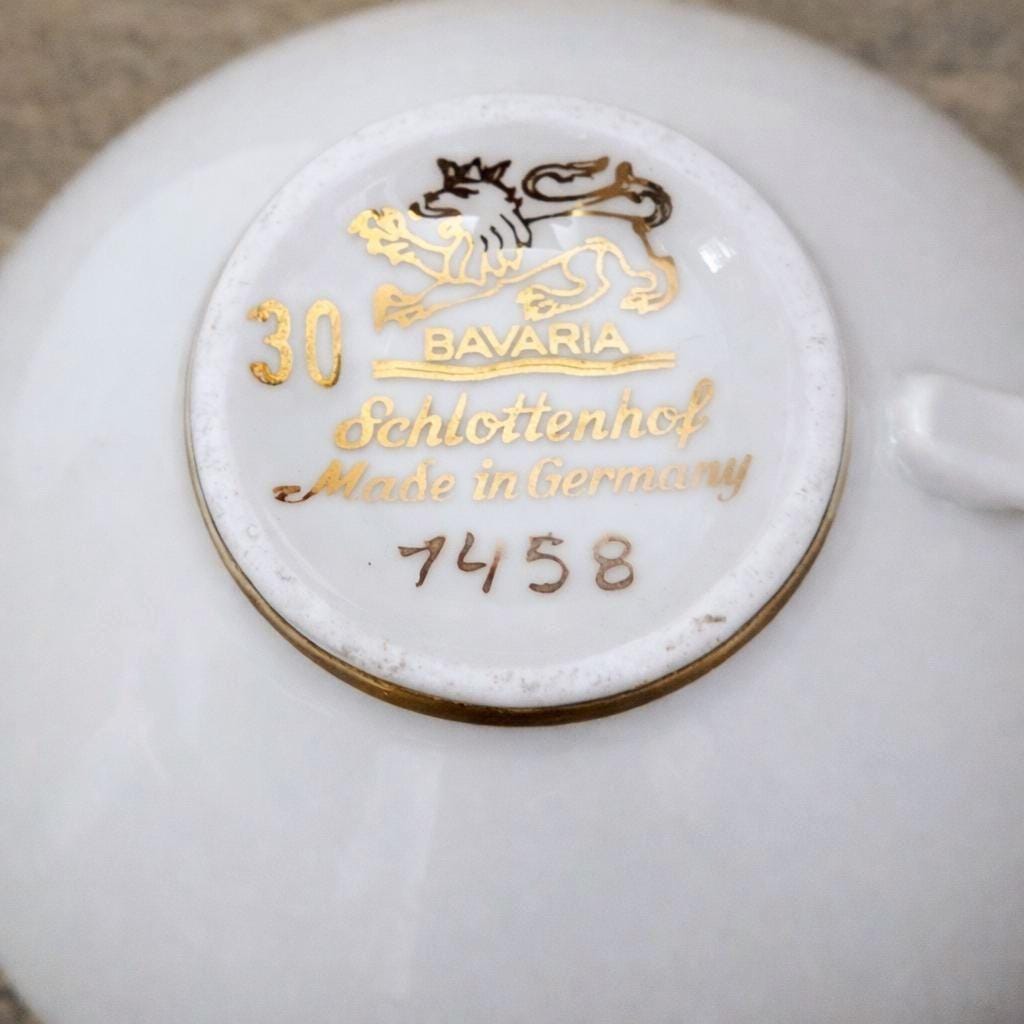 BAVARIA
30
Schlottenhof
Made in Germany
1458